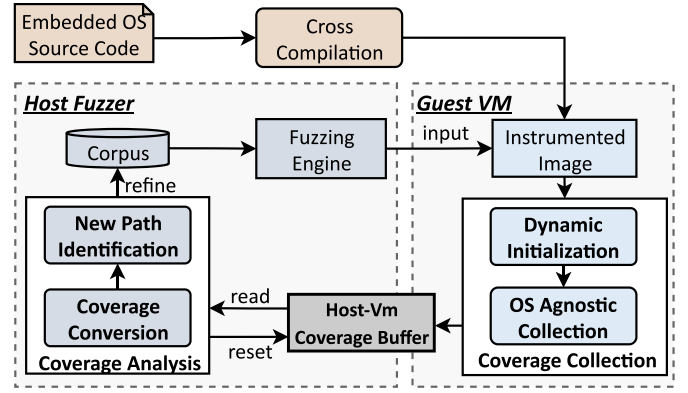 Embedded OS
Source Code
Cross
Compilation
Host Fuzzer
Guest VM
Corpus
Fuzzing
Engine
input
Instrumented
Image
refine
New Path
Identification
Dynamic
Initialization
Coverage
Conversion
read
Host-Vm
Coverage Buffer
OS Agnostic
Collection
reset
Coverage Analysis
Coverage Collection